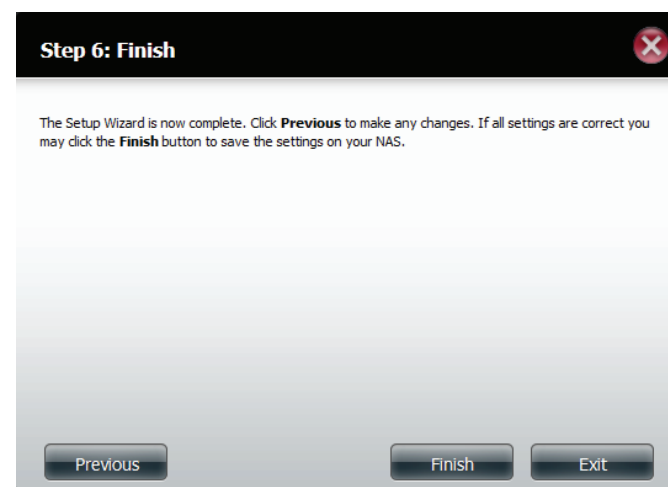 Step 6: Finish
The Setup Wizard is now complete. Click Previous to make any changes. If all settings are correct you
may click the Finish button to save the settings on your NAS.
Previous
Finish
Exit